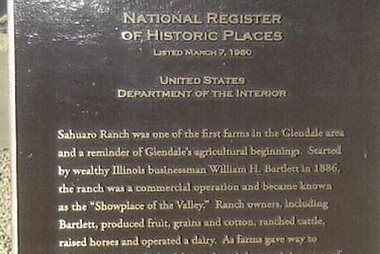 National Register
of Historic Places
Listed March 7, 1980
United States
Department of the Interior
Sahuaro Ranch was one of the first farms in the Glendale area
and a reminder of Glendale's agricultural beginnings. Started
by wealthy Illinois businessman William H. Bartlett in 1886,
the ranch was a commercial operation and became known
as the "Showplace of the Valley." Ranch owners, including
Bartlett, produced fruit, grains and cotton, ranched cattle,
raised horses and operated a dairy. As farms gave way to